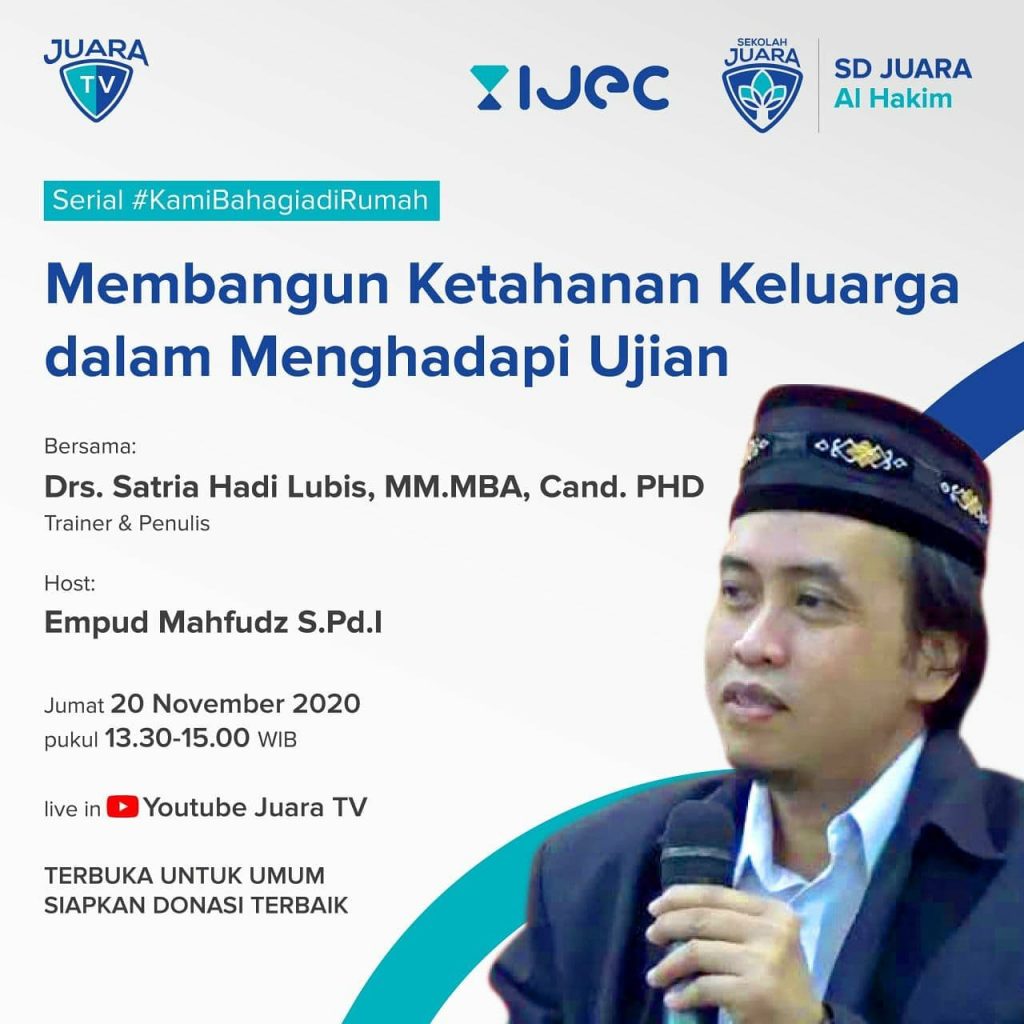 JUARA
TV
IJEC
SEKOLAH
JUARA
SD JUARA
Al Hakim
Serial #KamiBahagiadiRumah
Membangun Ketahanan Keluarga
dalam Menghadapi Ujian
Bersama:
Drs. Satria Hadi Lubis, MM.MBA, Cand. PHD
Trainer & Penulis
Host:
Empud Mahfudz S.Pd.I
Jumat 20 November 2020
pukul 13.30-15.00 WIB
live in Youtube Juara TV
TERBUKA UNTUK UMUM
SIAPKAN DONASI TERBAIK